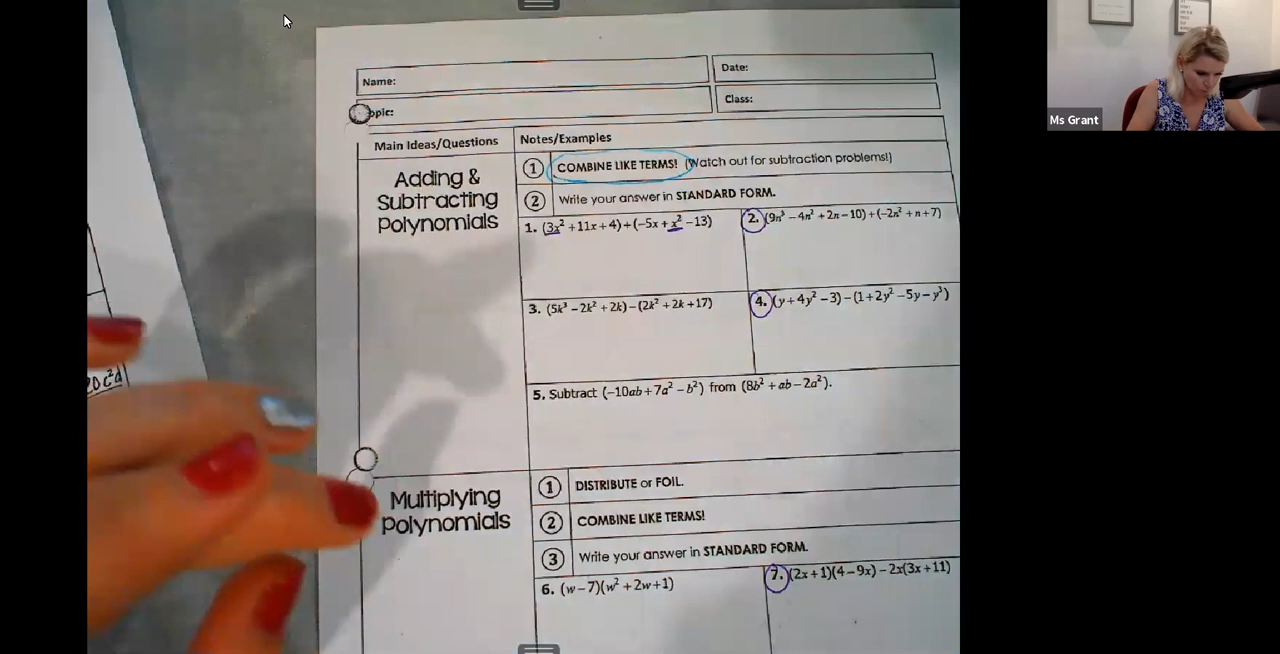 Name:
Date:
opic:
Class:
Main Ideas/Questions
Notes/Examples
Adding &
Subtracting
Polynomials
① COMBINE LIKE TERMS! (Watch out for subtraction problems!)
② Write your answer in STANDARD FORM.
1. (3x² + 11x + 4) + (−5x + x² − 13)
2. (9n³ − 4n² + 2n − 10) + (−2n² + n + 7)
3. (5k³ − 2k² + 2k) − (2k² + 2k + 17)
4. (y + 4y² − 3) − (1 + 2y² − 5y − y³)
5. Subtract (−10ab + 7a² − b²) from (8b² + ab − 2a²).
Multiplying
Polynomials
① DISTRIBUTE or FOIL.
② COMBINE LIKE TERMS!
③ Write your answer in STANDARD FORM.
6. (w − 7)(w² + 2w + 1)
7. (2x + 1)(4 − 9x) − 2x(3x + 11)
20c²d
Ms Grant